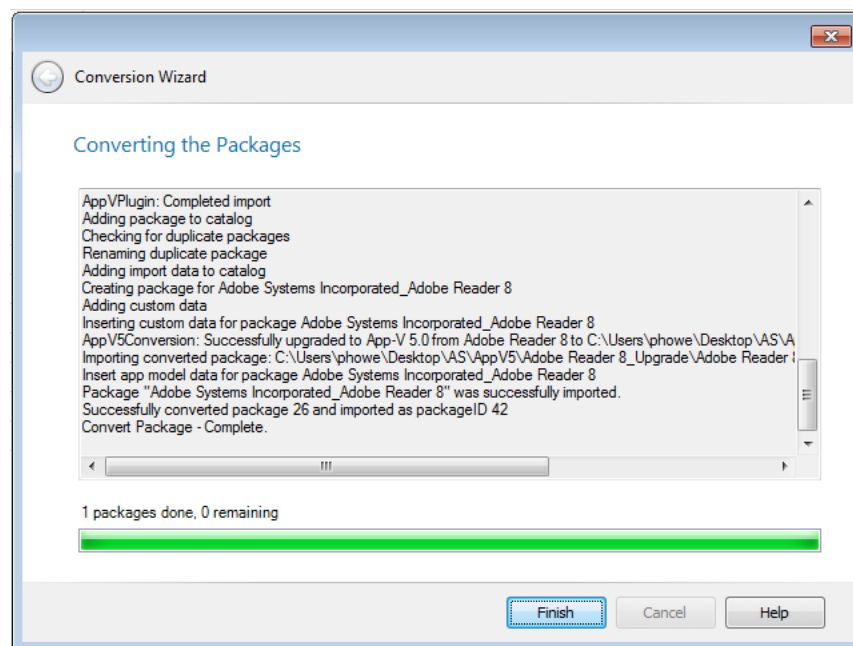 Conversion Wizard
Converting the Packages
AppVPlugin: Completed import
Adding package to catalog
Checking for duplicate packages
Renaming duplicate package
Adding import data to catalog
Creating package for Adobe Systems Incorporated_Adobe Reader 8
Adding custom data
Inserting custom data for package Adobe Systems Incorporated_Adobe Reader 8
AppV5Conversion: Successfully upgraded to App-V 5.0 from Adobe Reader 8 to C:\Users\phowe\Desktop\AS\A
Importing converted package: C:\Users\phowe\Desktop\AS\AppV5\Adobe Reader 8_Upgrade\Adobe Reader 8
Insert app model data for package Adobe Systems Incorporated_Adobe Reader 8
Package "Adobe Systems Incorporated_Adobe Reader 8" was successfully imported.
Successfully converted package 26 and imported as packageID 42
Convert Package - Complete.
1 packages done, 0 remaining
Finish
Cancel
Help